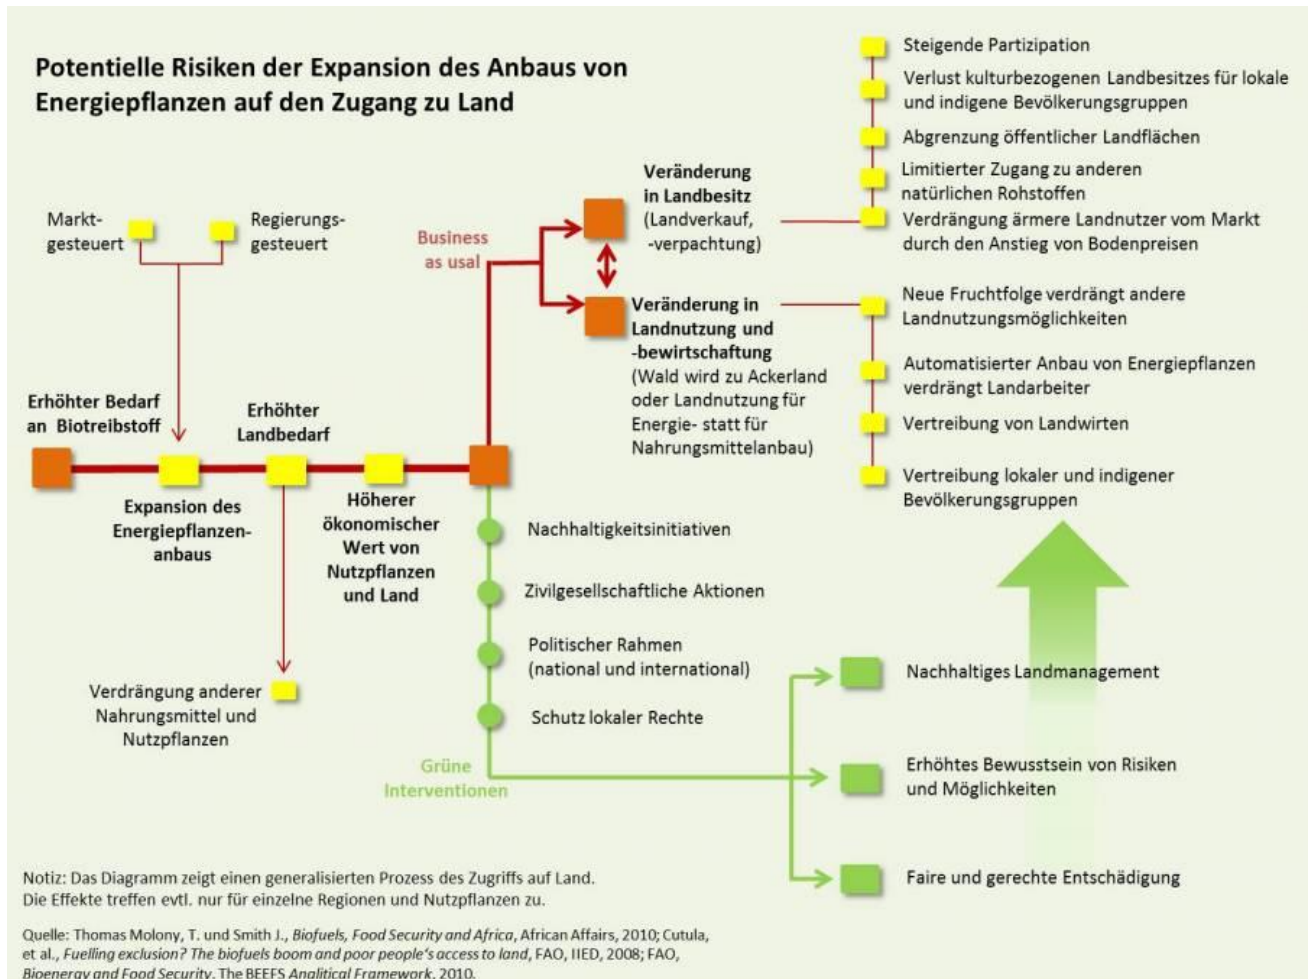 Potentielle Risiken der Expansion des Anbaus von
Energiepflanzen auf den Zugang zu Land
Markt-
gesteuert
Regierungs-
gesteuert
Erhöhter Bedarf
an Biotreibstoff
Expansion des
Energiepflanzen-
anbaus
Erhöhter
Landbedarf
Verdrängung anderer
Nahrungsmittel und
Nutzpflanzen
Höherer
ökonomischer
Wert von
Nutzpflanzen
und Land
Business
as usal
Veränderung
in Landbesitz
(Landverkauf,
-verpachtung)
Veränderung in
Landnutzung und
-bewirtschaftung
(Wald wird zu Ackerland
oder Landnutzung für
Energie- statt für
Nahrungsmittelanbau)
Steigende Partizipation
Verlust kulturbezogenen Landbesitzes für lokale
und indigene Bevölkerungsgruppen
Abgrenzung öffentlicher Landflächen
Limitierter Zugang zu anderen
natürlichen Rohstoffen
Verdrängung ärmere Landnutzer vom Markt
durch den Anstieg von Bodenpreisen
Neue Fruchtfolge verdrängt andere
Landnutzungsmöglichkeiten
Automatisierter Anbau von Energiepflanzen
verdrängt Landarbeiter
Vertreibung von Landwirten
Vertreibung lokaler und indigener
Bevölkerungsgruppen
Nachhaltigkeitsinitiativen
Zivilgesellschaftliche Aktionen
Politischer Rahmen
(national und international)
Schutz lokaler Rechte
Grüne
Interventionen
Nachhaltiges Landmanagement
Erhöhtes Bewusstsein von Risiken
und Möglichkeiten
Faire und gerechte Entschädigung
Notiz: Das Diagramm zeigt einen generalisierten Prozess des Zugriffs auf Land.
Die Effekte treffen evtl. nur für einzelne Regionen und Nutzpflanzen zu.
Quelle: Thomas Molony, T. und Smith J., Biofuels, Food Security and Africa, African Affairs, 2010; Cutula,
et al., Fuelling exclusion? The biofuels boom and poor people's access to land, FAO, IIED, 2008; FAO,
Bioenergy and Food Security. The BEEFS Analitical Framework, 2010.